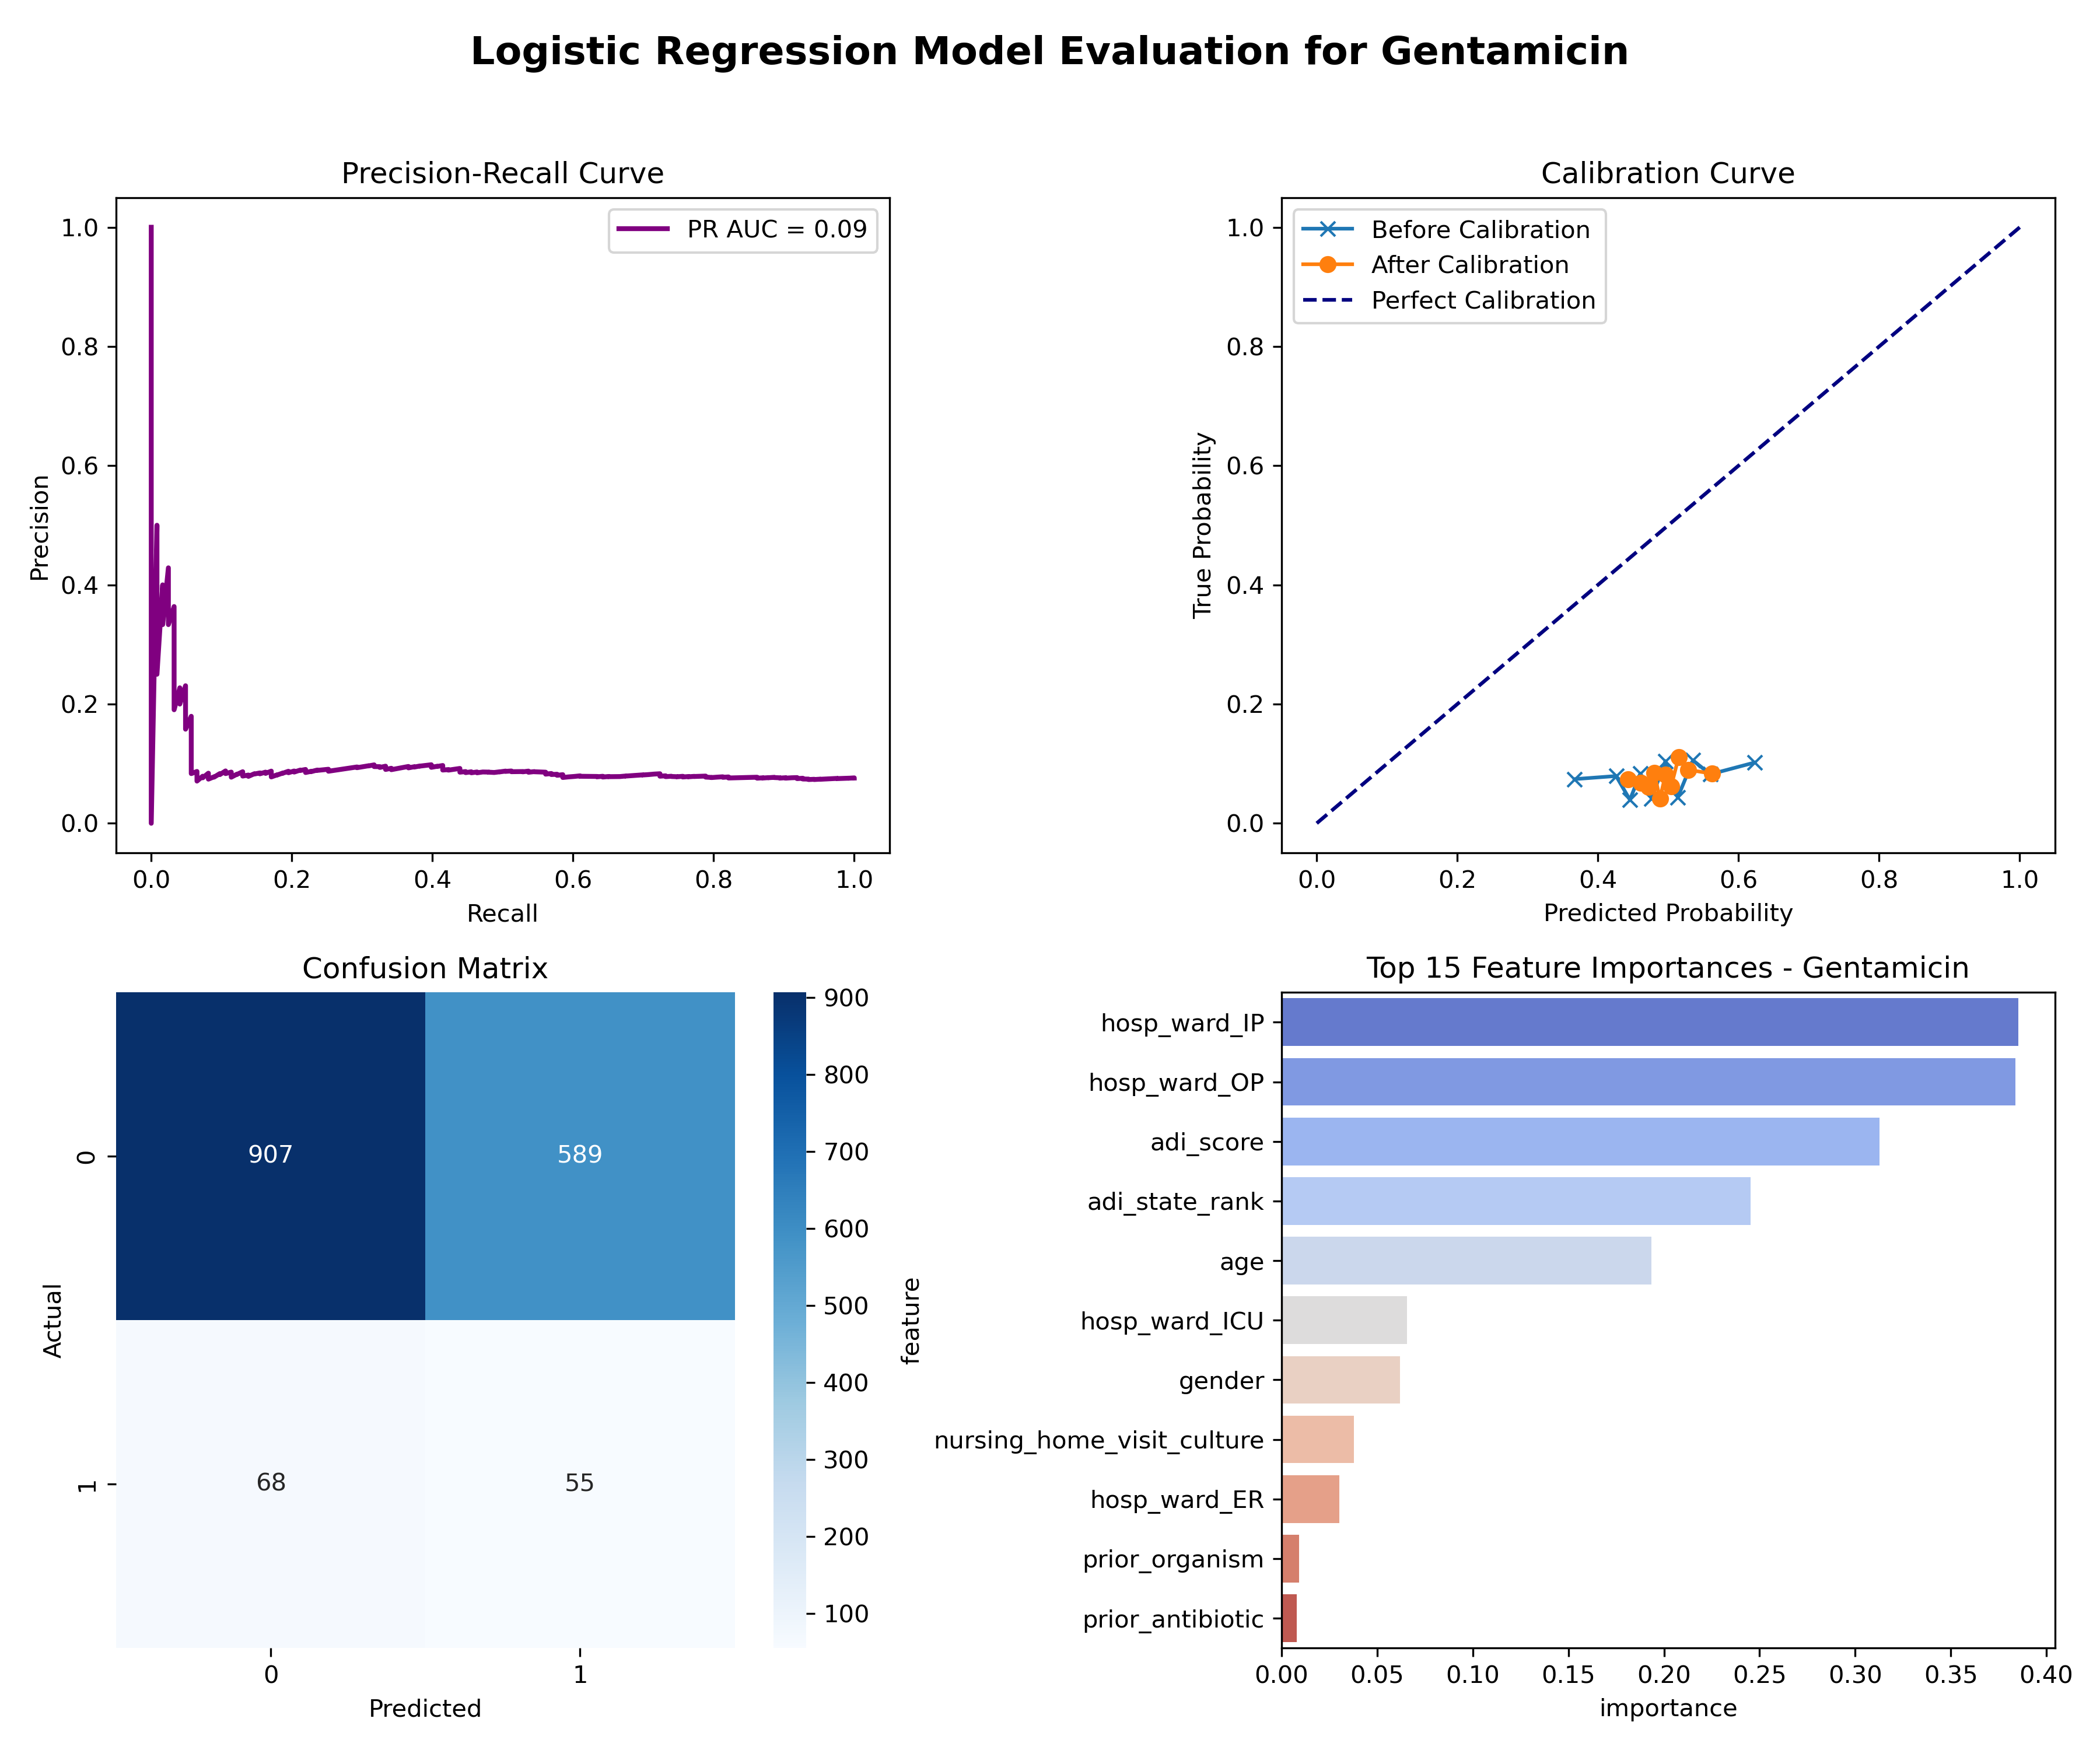 Logistic Regression Model Evaluation for Gentamicin
Precision-Recall Curve
PR AUC = 0.09
1.0
0.8
0.6
0.4
0.2
0.0
Precision
0.0 0.2 0.4 0.6 0.8 1.0
Recall
Calibration Curve
Before Calibration
After Calibration
Perfect Calibration
1.0
0.8
0.6
0.4
0.2
0.0
True Probability
0.0 0.2 0.4 0.6 0.8 1.0
Predicted Probability
Confusion Matrix
907 589
68 55
0
1
Actual
0 1
Predicted
900
800
700
600
500
400
300
200
100
Top 15 Feature Importances - Gentamicin
feature
hosp_ward_IP
hosp_ward_OP
adi_score
adi_state_rank
age
hosp_ward_ICU
gender
nursing_home_visit_culture
hosp_ward_ER
prior_organism
prior_antibiotic
0.00 0.05 0.10 0.15 0.20 0.25 0.30 0.35 0.40
importance